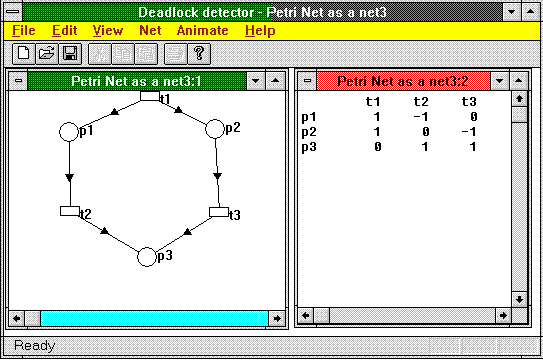 Deadlock detector - Petri Net as a net3
File Edit View Net Animate Help
?
Petri Net as a net3:1
t1
p1
p2
t2
t3
p3
Petri Net as a net3:2
t1 t2 t3
p1 1 -1 0
p2 1 0 -1
p3 0 1 1
Ready